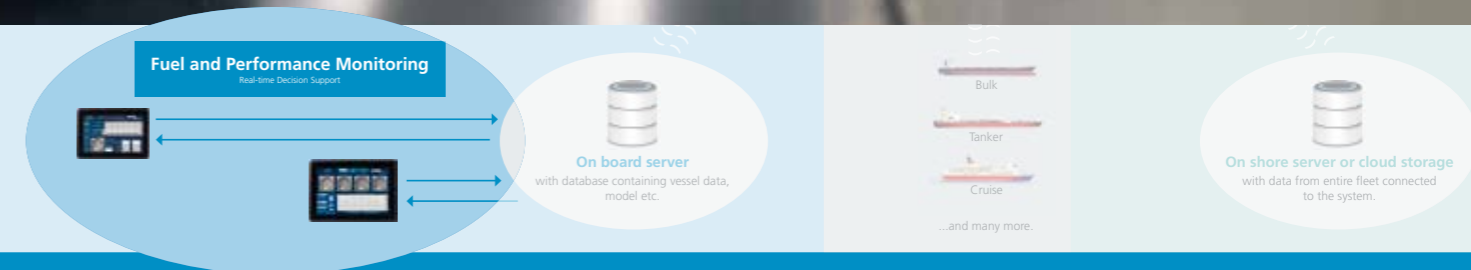 Fuel and Performance Monitoring
Real-time Decision Support
On board server
with database containing vessel data,
model etc.
Bulk
Tanker
Cruise
...and many more.
On shore server or cloud storage
with data from entire fleet connected
to the system.